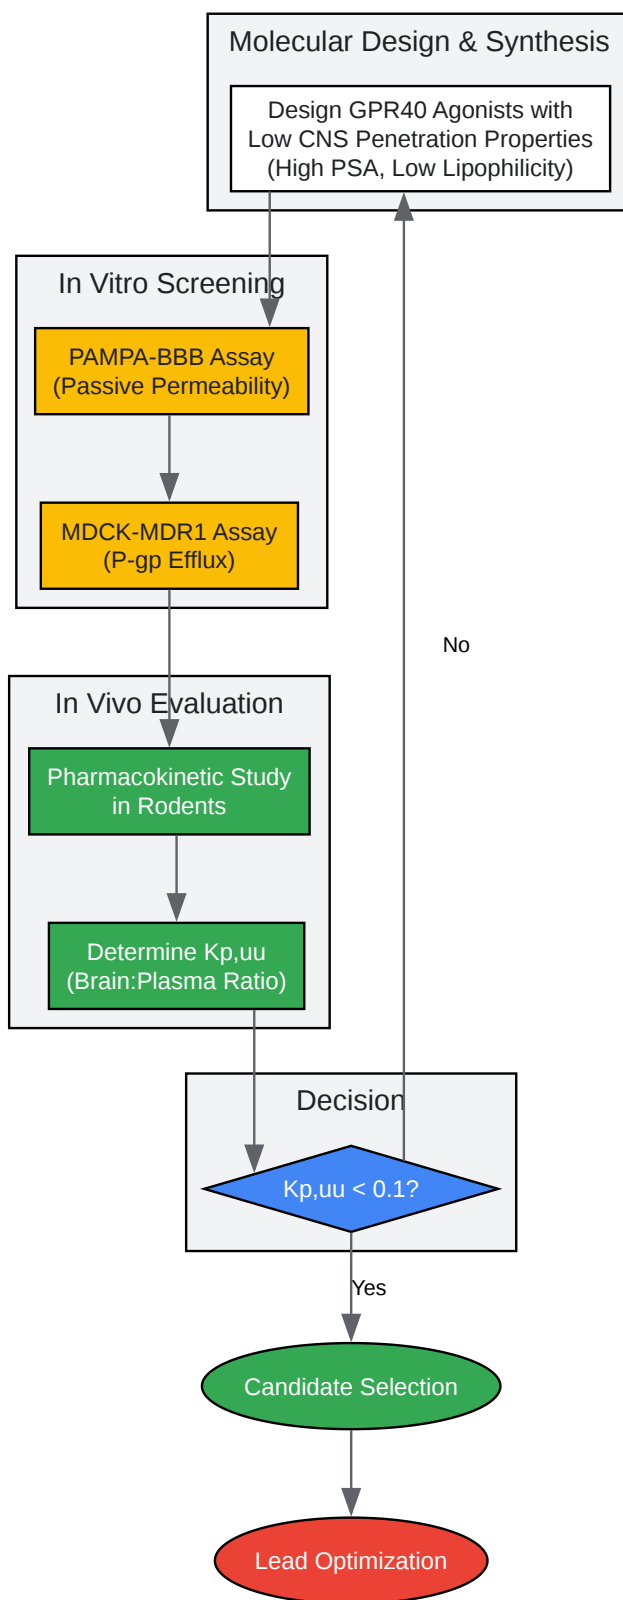 Molecular Design & Synthesis
Design GPR40 Agonists with
Low CNS Penetration Properties
(High PSA, Low Lipophilicity)
In Vitro Screening
PAMPA-BBB Assay
(Passive Permeability)
MDCK-MDR1 Assay
(P-gp Efflux)
No
In Vivo Evaluation
Pharmacokinetic Study
in Rodents
Determine Kp,uu
(Brain:Plasma Ratio)
Decision
Kp,uu < 0.1?
Yes
Candidate Selection
Lead Optimization